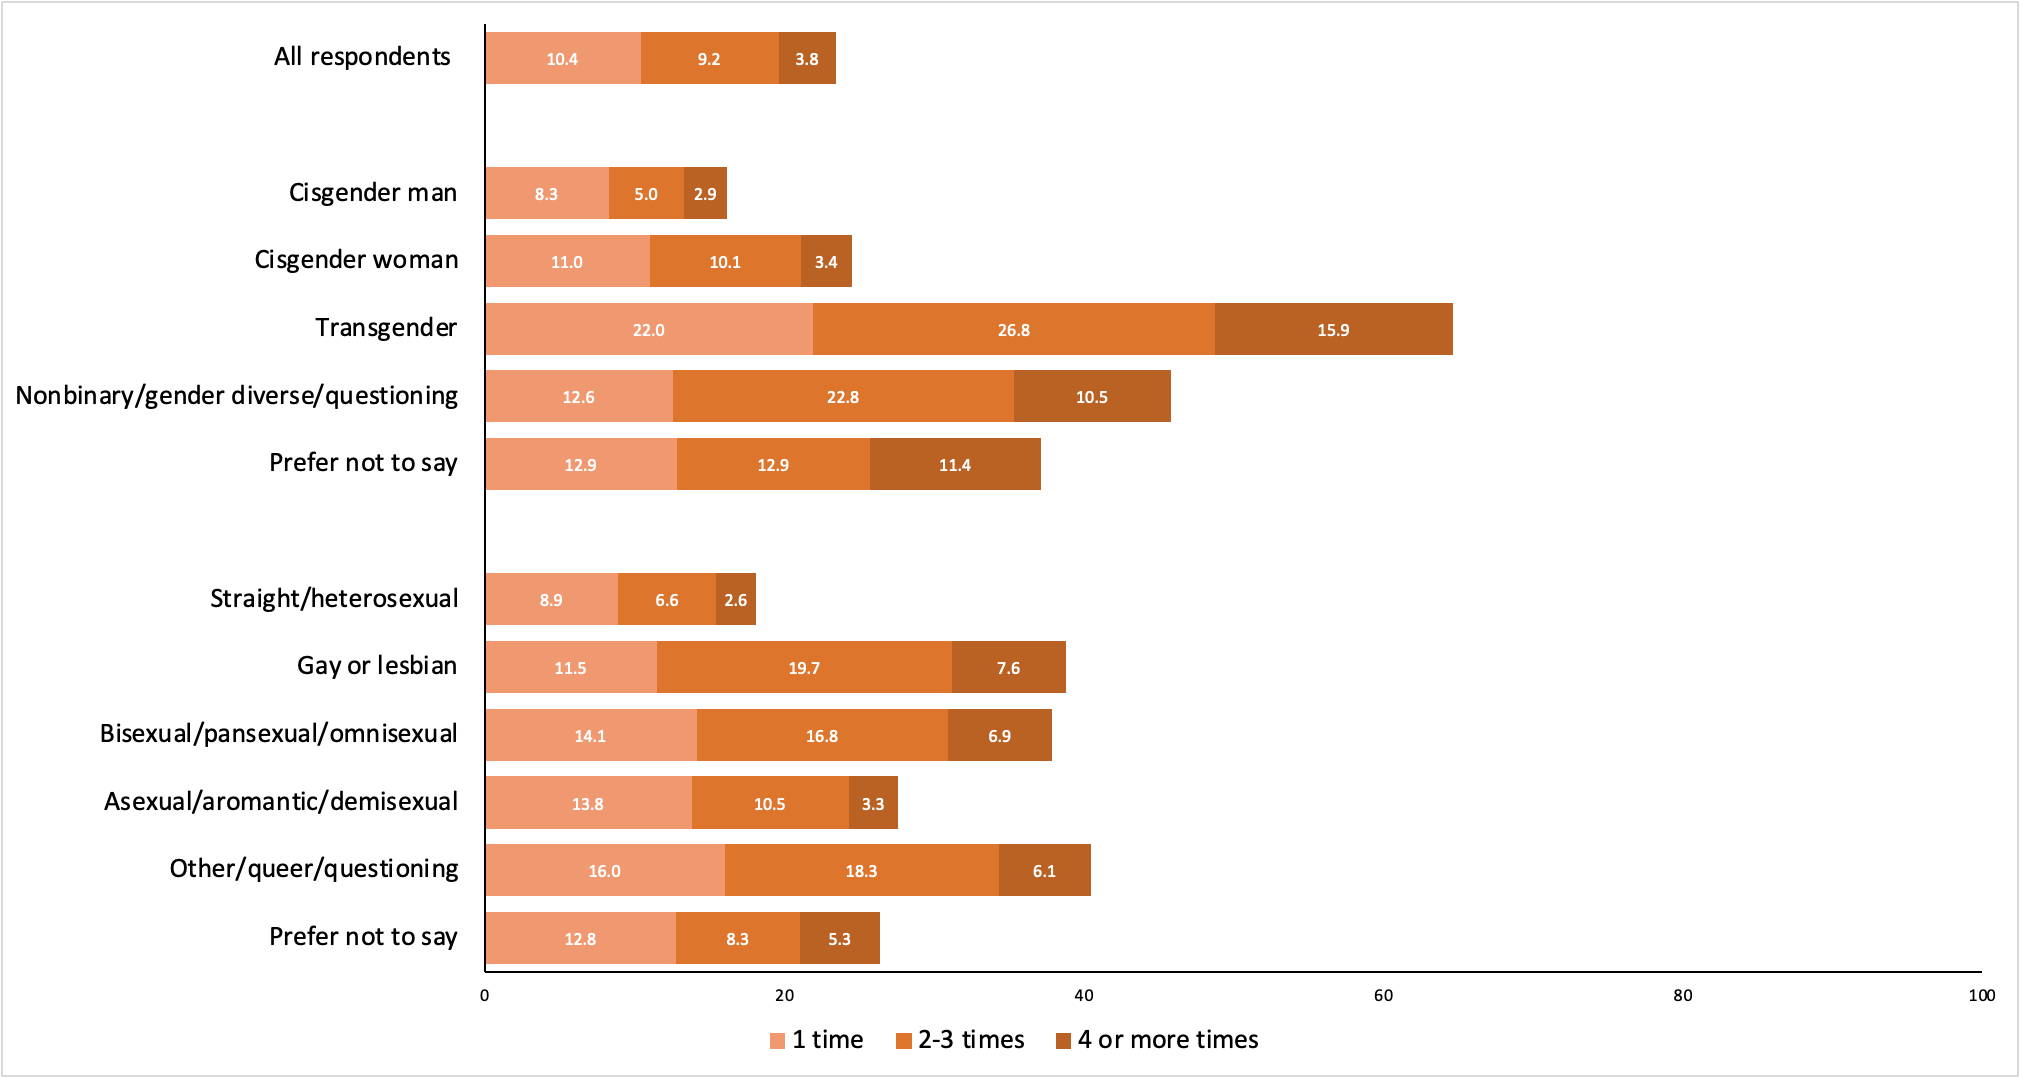 All respondents 10.4 9.2 3.8
Cisgender man 8.3 5.0 2.9
Cisgender woman 11.0 10.1 3.4
Transgender 22.0 26.8 15.9
Nonbinary/gender diverse/questioning 12.6 22.8 10.5
Prefer not to say 12.9 12.9 11.4
Straight/heterosexual 8.9 6.6 2.6
Gay or lesbian 11.5 19.7 7.6
Bisexual/pansexual/omnisexual 14.1 16.8 6.9
Asexual/aromantic/demisexual 13.8 10.5 3.3
Other/queer/questioning 16.0 18.3 6.1
Prefer not to say 12.8 8.3 5.3
0 20 40 60 80 100
1 time 2-3 times 4 or more times